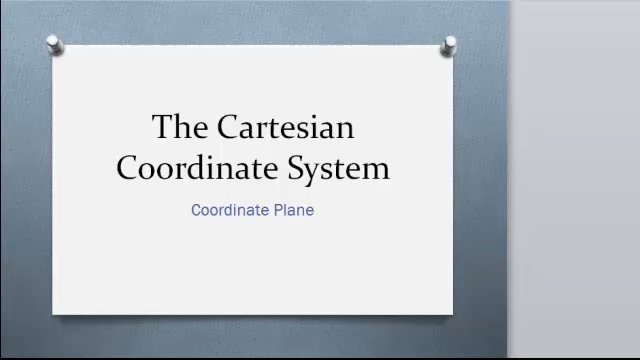 The Cartesian
Coordinate System
Coordinate Plane